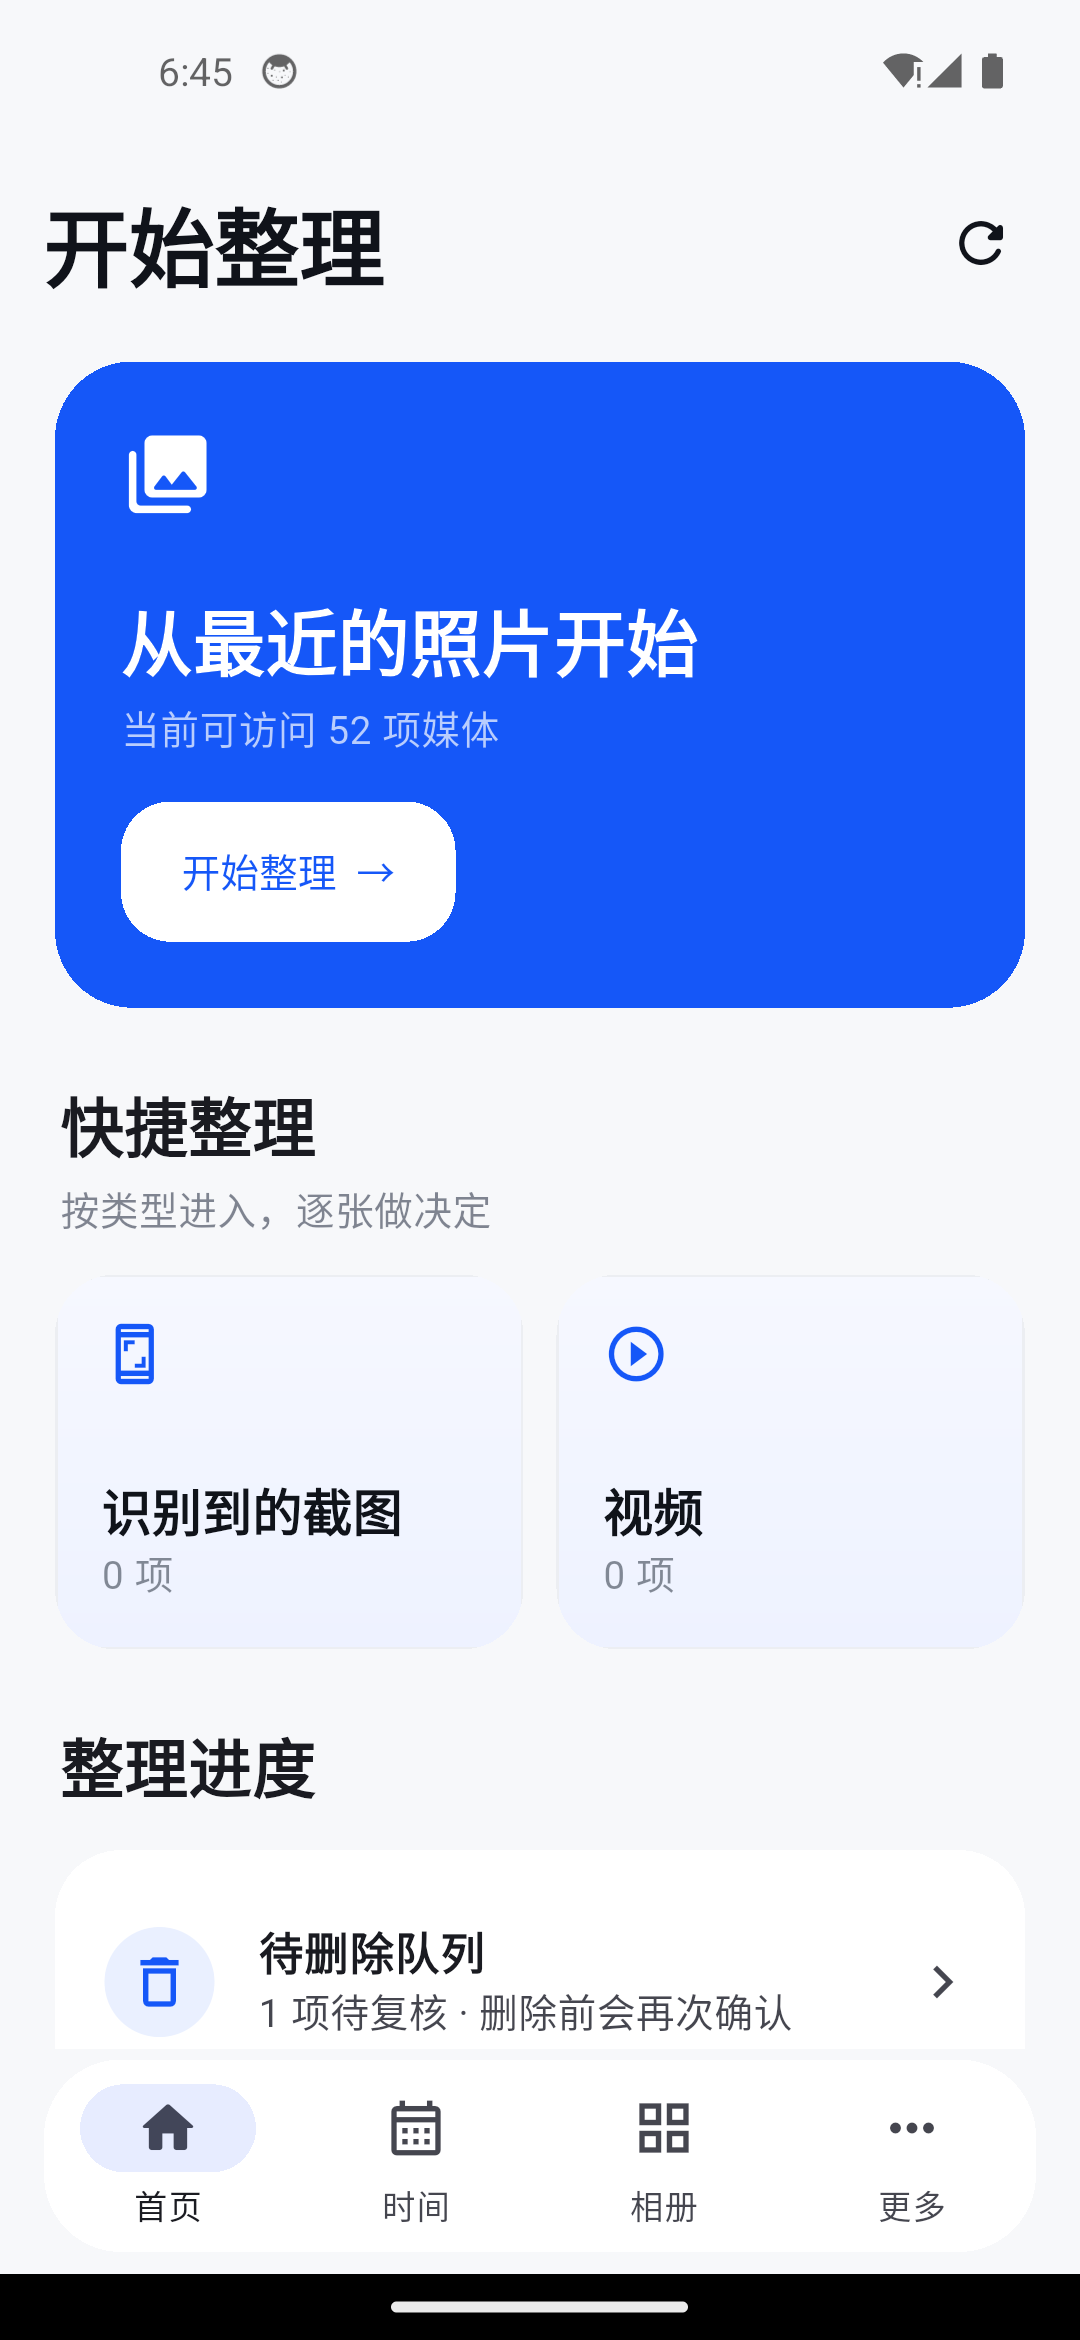 6:45
开始整理
从最近的照片开始
当前可访问 52 项媒体
开始整理 →
快捷整理
按类型进入，逐张做决定
识别到的截图
0 项
视频
0 项
整理进度
待删除队列
1 项待复核 · 删除前会再次确认
首页
时间
相册
更多